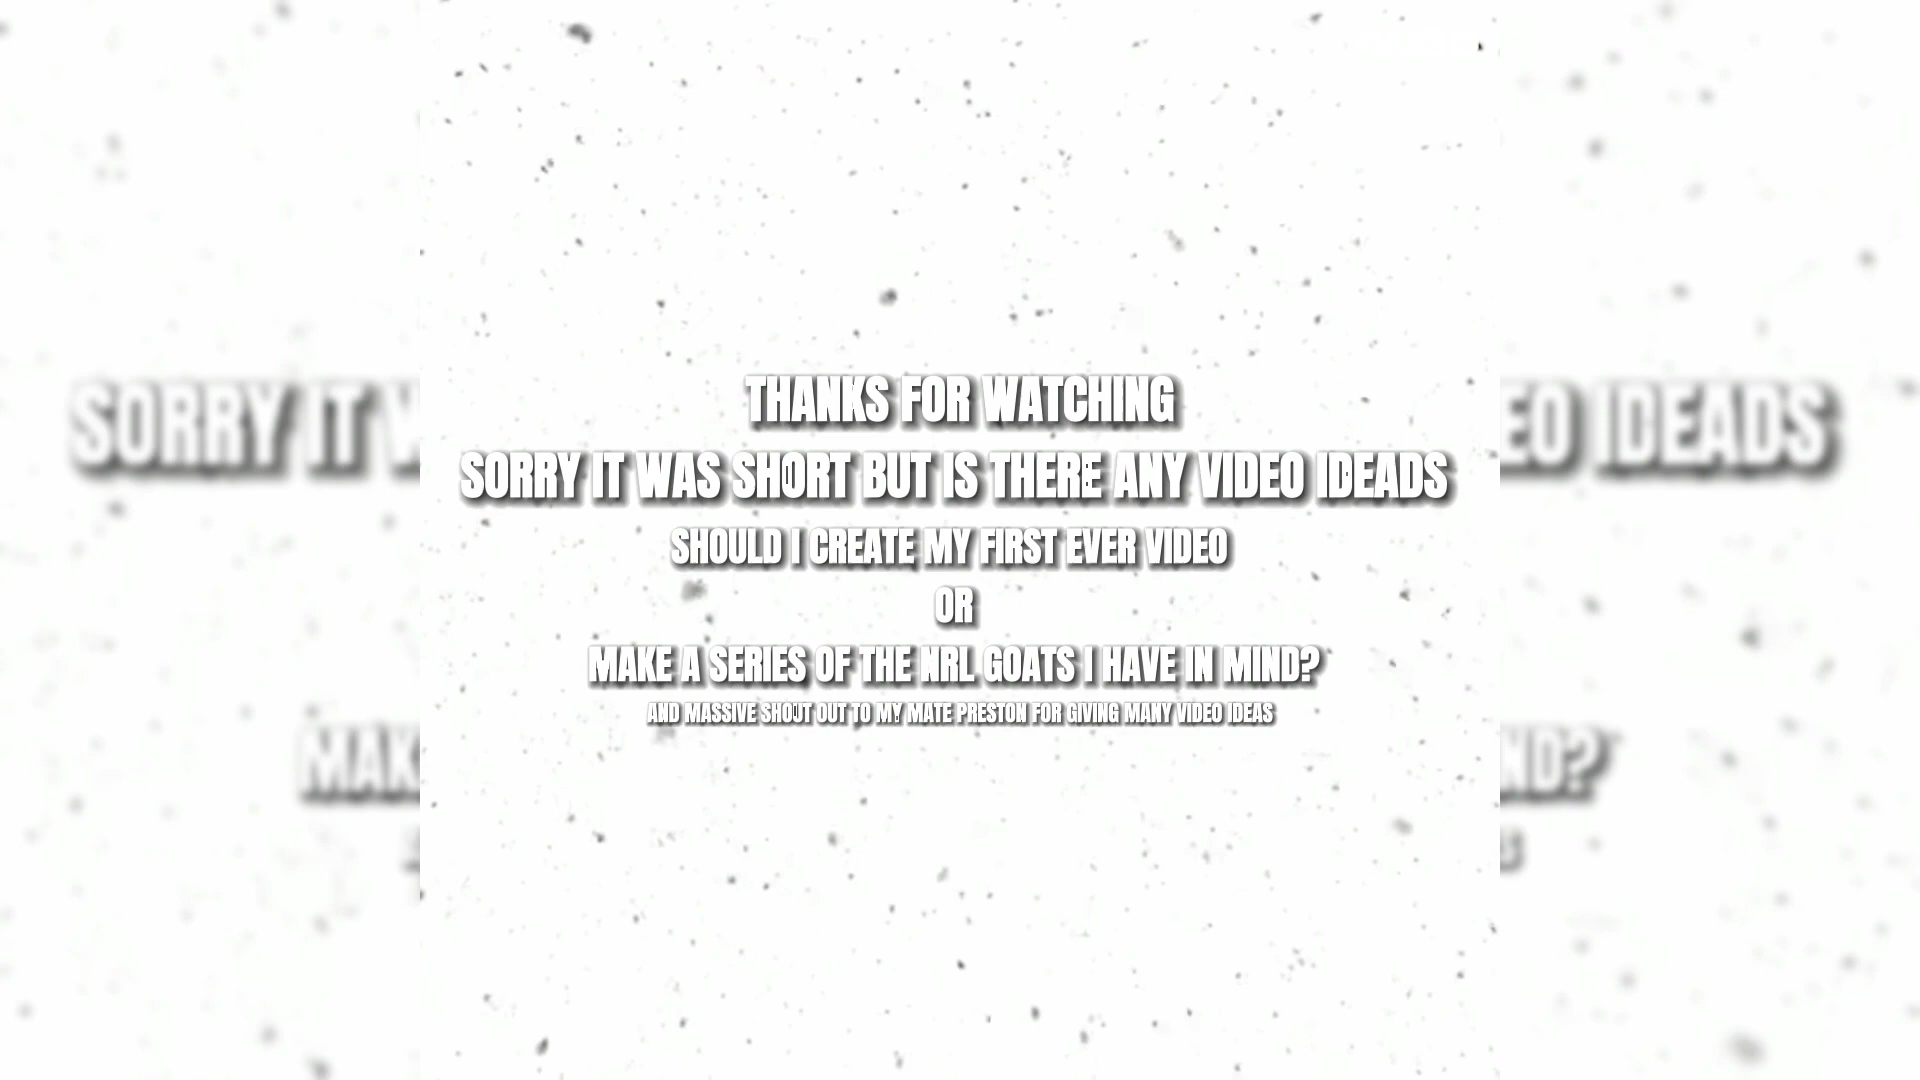 THANKS FOR WATCHING
SORRY IT WAS SHORT BUT IS THERE ANY VIDEO IDEADS
SHOULD I CREATE MY FIRST EVER VIDEO
OR
MAKE A SERIES OF THE NRL GOATS I HAVE IN MIND?
AND MASSIVE SHOUT OUT TO MY MATE PRESTON FOR GIVING MANY VIDEO IDEAS